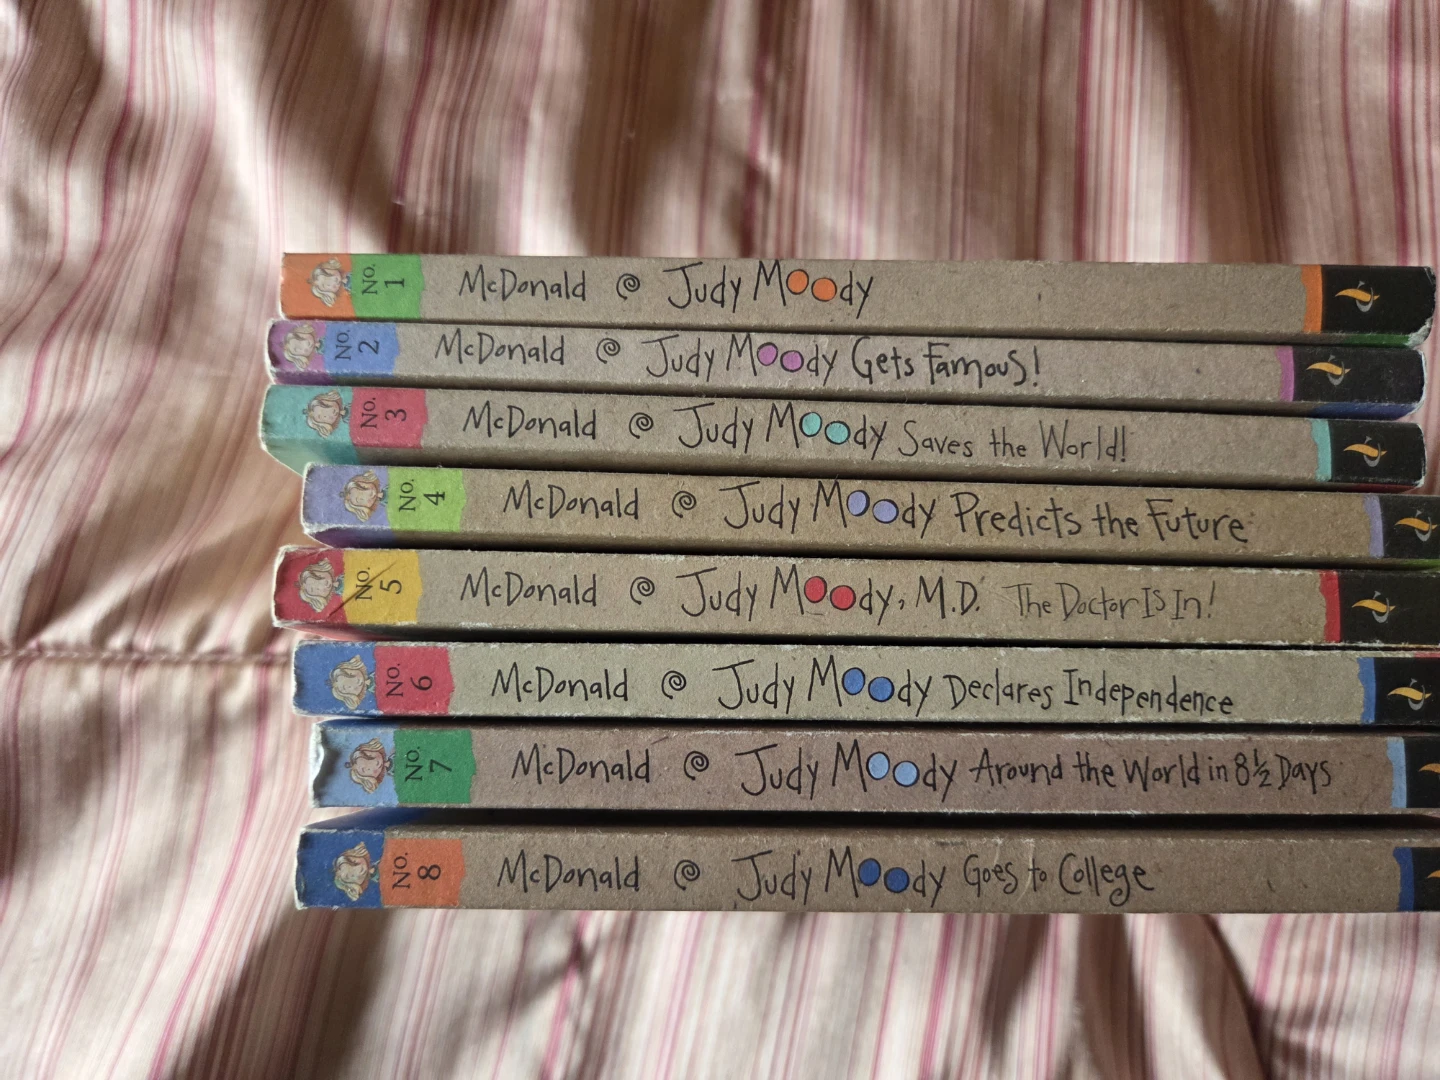 No. 1 McDonald Judy Moody
No. 2 McDonald Judy Moody Gets Famous!
No. 3 McDonald Judy Moody Saves the World!
No. 4 McDonald Judy Moody Predicts the Future
No. 5 McDonald Judy Moody, M.D. The Doctor Is In!
No. 6 McDonald Judy Moody Declares Independence
No. 7 McDonald Judy Moody Around the World in 8½ Days
No. 8 McDonald Judy Moody Goes to College